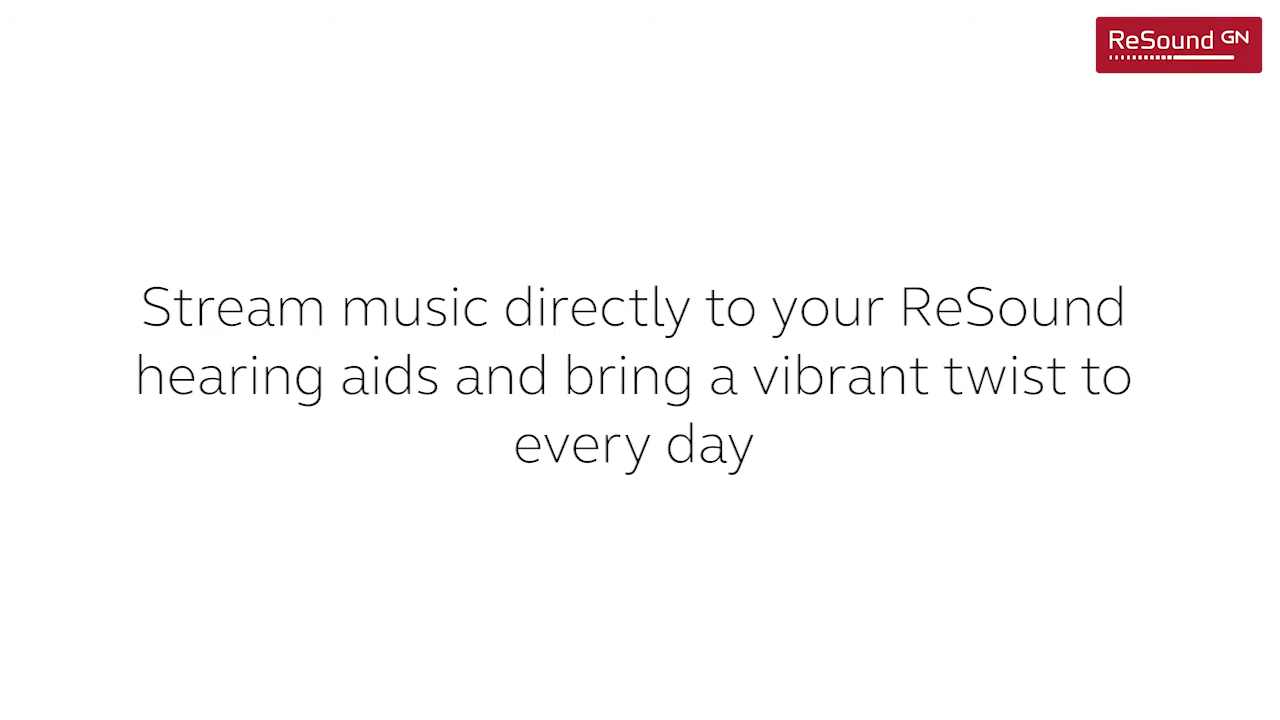 ReSound GN
Stream music directly to your ReSound
hearing aids and bring a vibrant twist to
every day